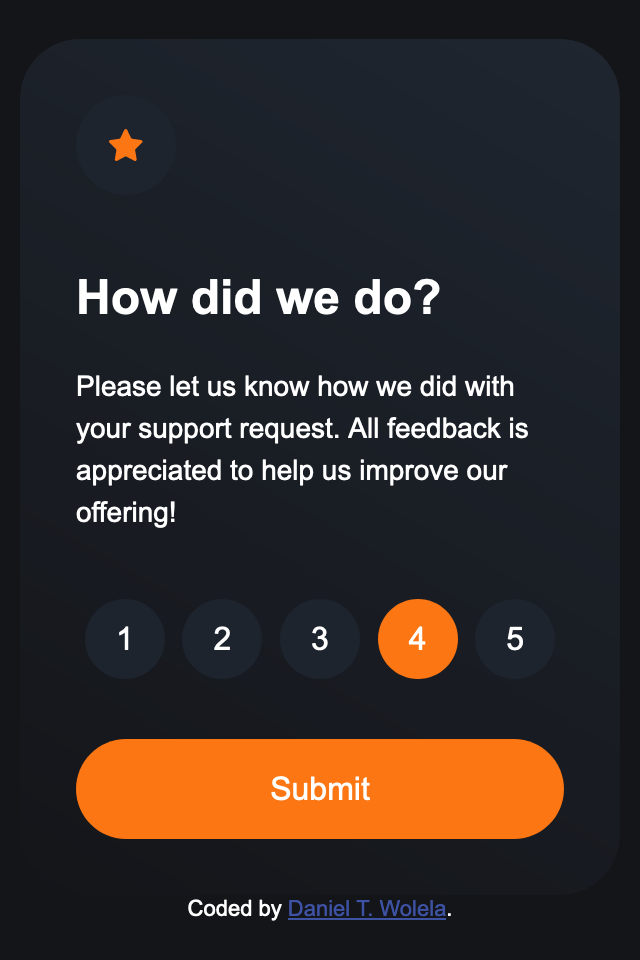 How did we do?
Please let us know how we did with
your support request. All feedback is
appreciated to help us improve our
offering!
1 2 3 4 5
Submit
Coded by Daniel T. Wolela.